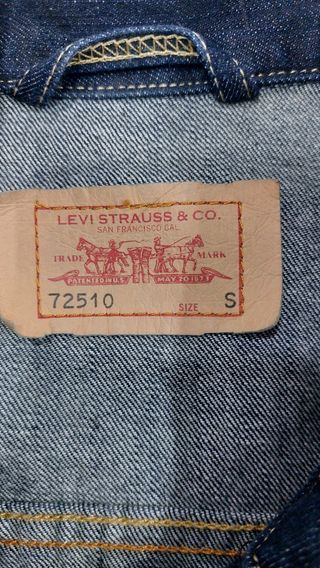 LEVI STRAUSS & CO.
SAN FRANCISCO CAL.
TRADE MARK
PATENTED IN U.S. MAY 20 1873
72510 SIZE S